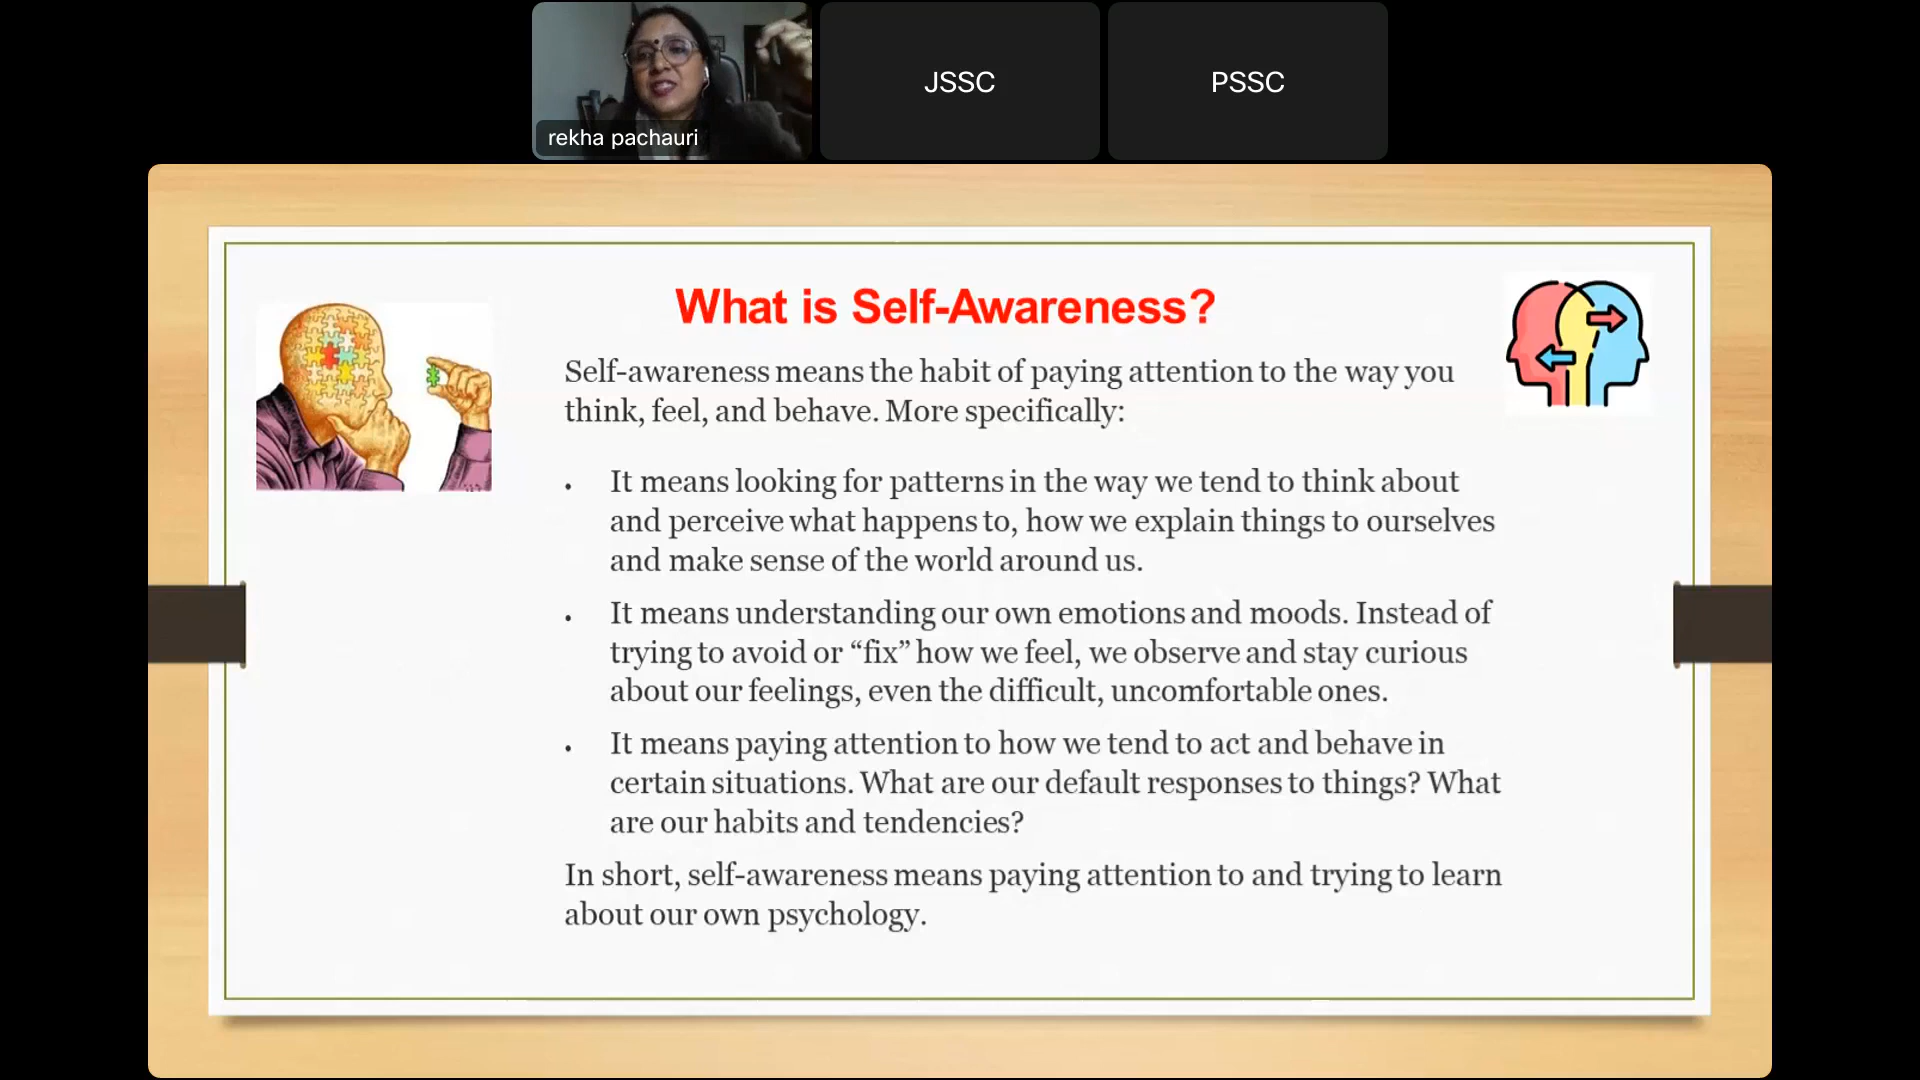 rekha pachauri
JSSC
PSSC
What is Self-Awareness?
Self-awareness means the habit of paying attention to the way you
think, feel, and behave. More specifically:
• It means looking for patterns in the way we tend to think about
and perceive what happens to, how we explain things to ourselves
and make sense of the world around us.
• It means understanding our own emotions and moods. Instead of
trying to avoid or “fix” how we feel, we observe and stay curious
about our feelings, even the difficult, uncomfortable ones.
• It means paying attention to how we tend to act and behave in
certain situations. What are our default responses to things? What
are our habits and tendencies?
In short, self-awareness means paying attention to and trying to learn
about our own psychology.